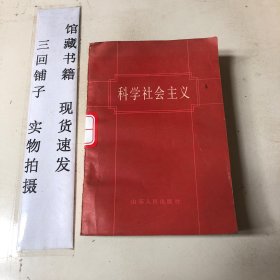 馆藏书籍 现货速发
三回铺子 实物拍摄
科学社会主义
山东人民出版社